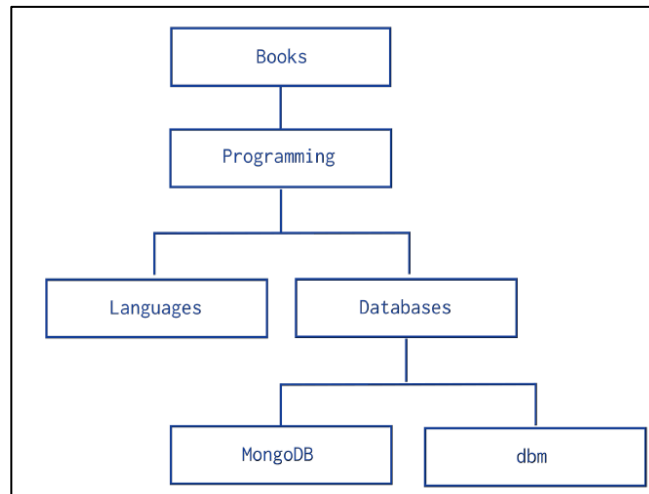 Books
Programming
Languages
Databases
MongoDB
dbm